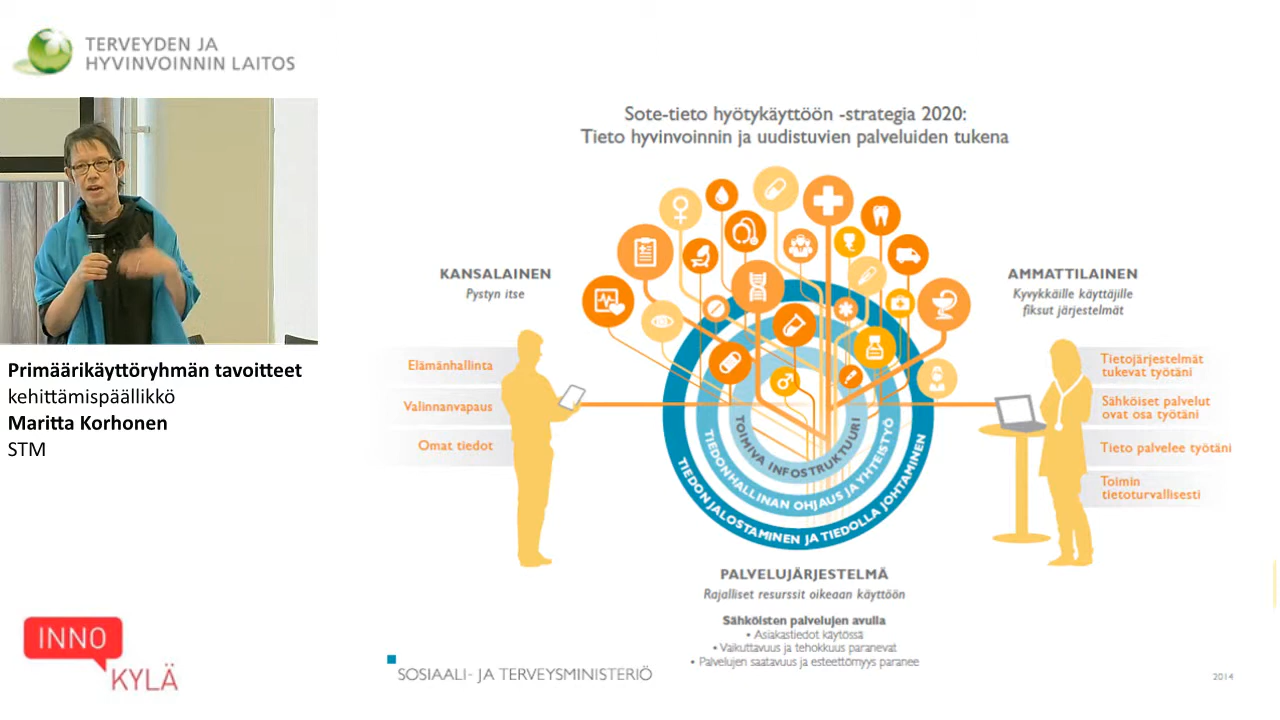 TERVEYDEN JA
HYVINVOINNIN LAITOS
Primäärikäyttöryhmän tavoitteet
kehittämispäällikkö
Maritta Korhonen
STM
INNO
KYLÄ
Sote-tieto hyötykäyttöön -strategia 2020:
Tieto hyvinvoinnin ja uudistuvien palveluiden tukena
KANSALAINEN
Pystyn itse
Elämänhallinta
Valinnanvapaus
Omat tiedot
TOIMIVA INFOSTRUKTUURI
TIEDONHALLINAN OHJAUS JA YHTEISTYÖ
TIEDON JALOSTAMINEN JA TIEDOLLA JOHTAMINEN
AMMATTILAINEN
Kyvykkäille käyttäjille
fiksut järjestelmät
Tietojärjestelmät
tukevat työtäni
Sähköiset palvelut
ovat osa työtäni
Tieto palvelee työtäni
Toimin
tietoturvallisesti
PALVELUJÄRJESTELMÄ
Rajalliset resurssit oikeaan käyttöön
Sähköisten palvelujen avulla
• Asiakastiedot käytössä
• Vaikuttavuus ja tehokkuus paranevat
• Palvelujen saatavuus ja esteettömyys paranee
SOSIAALI- JA TERVEYSMINISTERIÖ
2014